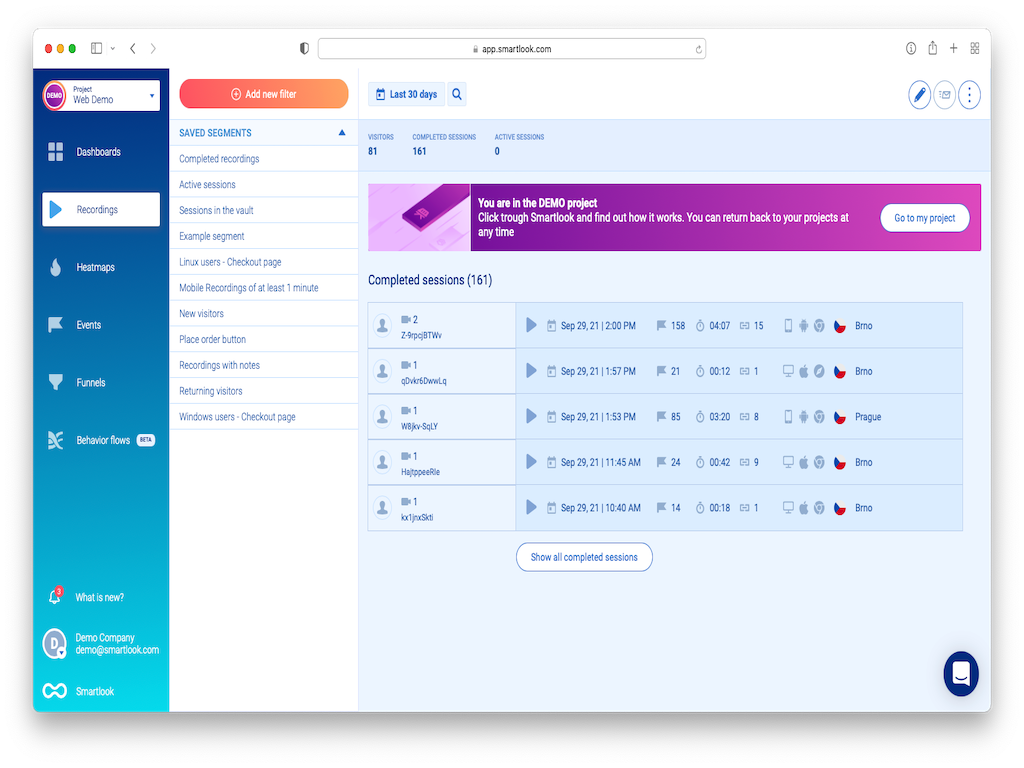 app.smartlook.com
DEMO
Project
Web Demo
Dashboards
Recordings
Heatmaps
Events
Funnels
Behavior flows BETA
3
What is new?
D
Demo Company
demo@smartlook.com
Smartlook
Add new filter
SAVED SEGMENTS
Completed recordings
Active sessions
Sessions in the vault
Example segment
Linux users - Checkout page
Mobile Recordings of at least 1 minute
New visitors
Place order button
Recordings with notes
Returning visitors
Windows users - Checkout page
Last 30 days
VISITORS COMPLETED SESSIONS ACTIVE SESSIONS
81 161 0
You are in the DEMO project
Click trough Smartlook and find out how it works. You can return back to your projects at
any time
Go to my project
Completed sessions (161)
2
Z-9rpcjBTWv
Sep 29, 21 | 2:00 PM 158 04:07 15 Brno
1
qDvkr6DwwLq
Sep 29, 21 | 1:57 PM 21 00:12 1 Brno
1
W8jkv-SqLY
Sep 29, 21 | 1:53 PM 85 03:20 8 Prague
1
HajtppeeRle
Sep 29, 21 | 11:45 AM 24 00:42 9 Brno
1
kx1jnxSkti
Sep 29, 21 | 10:40 AM 14 00:18 1 Brno
Show all completed sessions